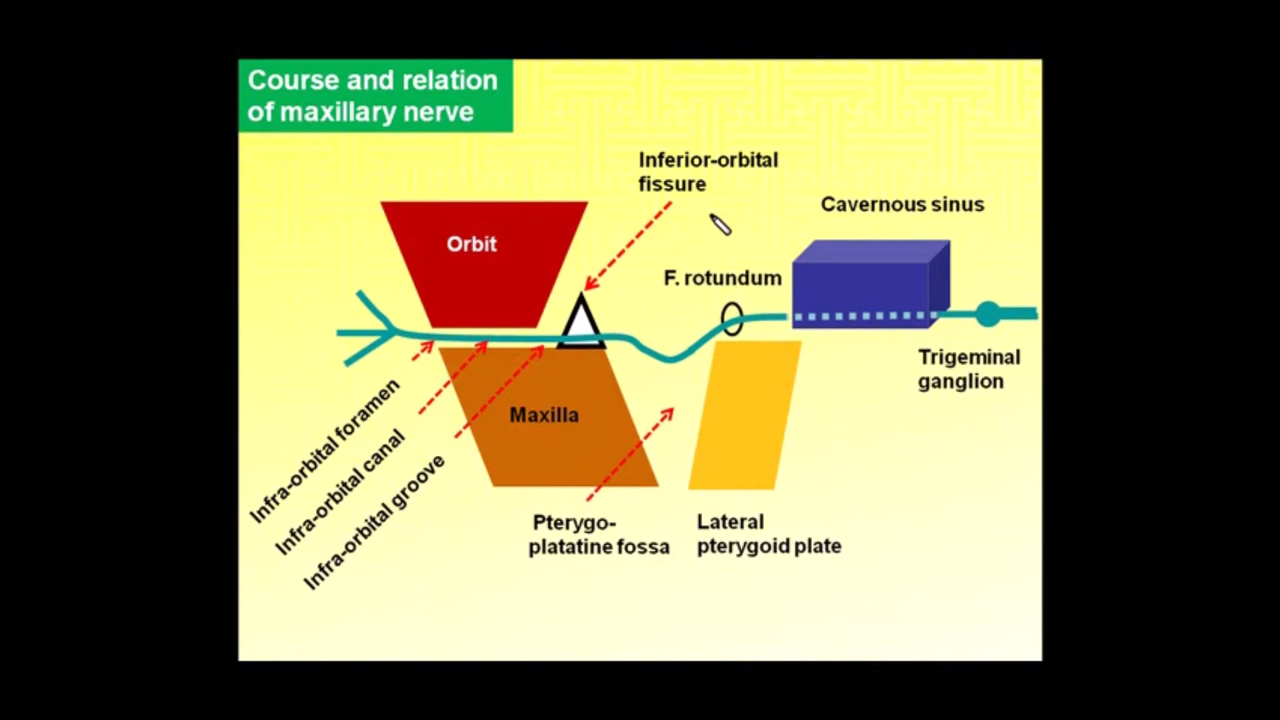 Course and relation
of maxillary nerve
Inferior-orbital
fissure
Cavernous sinus
Orbit
F. rotundum
Trigeminal
ganglion
Maxilla
Infra-orbital foramen
Infra-orbital canal
Infra-orbital groove
Pterygo-
platatine fossa
Lateral
pterygoid plate